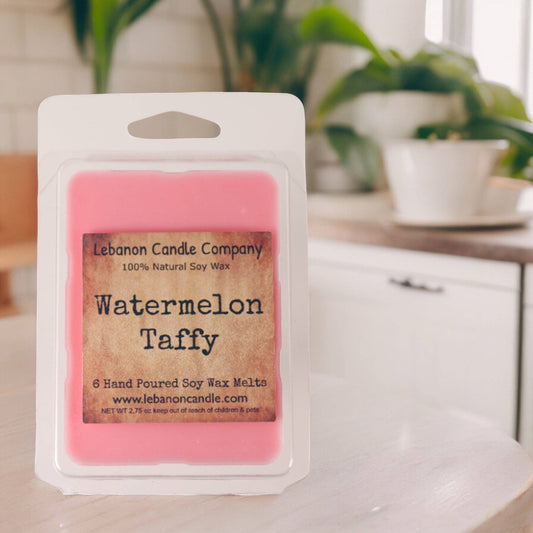 Lebanon Candle Company
100% Natural Soy Wax
Watermelon
Taffy
6 Hand Poured Soy Wax Melts
www.lebanoncandle.com
NET WT 2.75 oz keep out of reach of children & pets